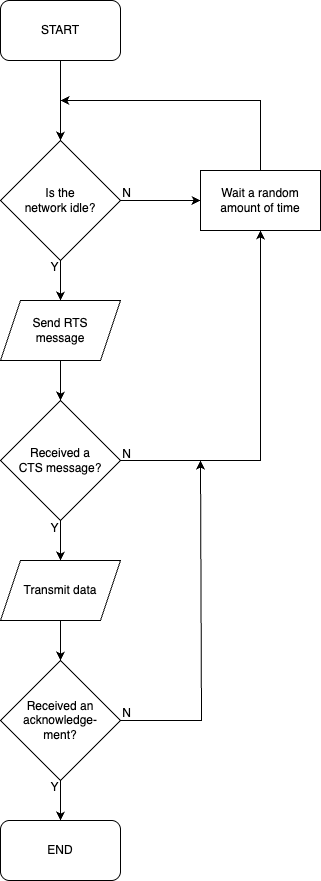 START
Is the
network idle?
N
Wait a random
amount of time
Y
Send RTS
message
Received a
CTS message?
N
Y
Transmit data
Received an
acknowledge-
ment?
N
Y
END